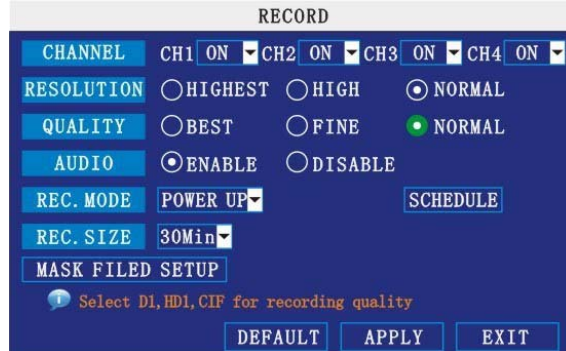 RECORD
CHANNEL CH1 ON CH2 ON CH3 ON CH4 ON
RESOLUTION HIGHEST HIGH NORMAL
QUALITY BEST FINE NORMAL
AUDIO ENABLE DISABLE
REC. MODE POWER UP SCHEDULE
REC. SIZE 30Min
MASK FILED SETUP
Select D1, HD1, CIF for recording quality
DEFAULT APPLY EXIT